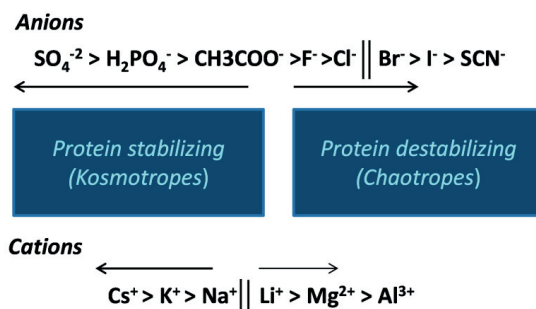 Anions
SO₄⁻² > H₂PO₄⁻ > CH3COO⁻ >F⁻ >Cl⁻ || Br⁻ > I⁻ > SCN⁻
Protein stabilizing
(Kosmotropes)
Protein destabilizing
(Chaotropes)
Cations
Cs⁺ > K⁺ > Na⁺ || Li⁺ > Mg²⁺ > Al³⁺